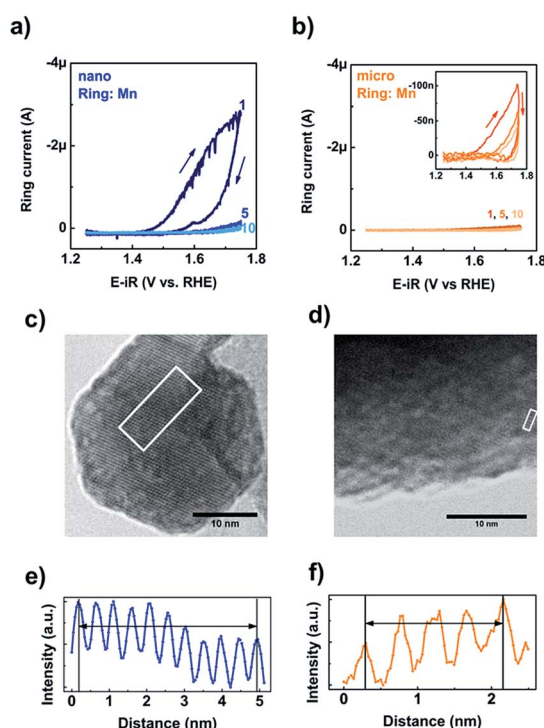 a)
b)
-4µ
-2µ
0
nano
Ring: Mn
1
5
10
Ring current (A)
1.2 1.4 1.6 1.8
E-iR (V vs. RHE)
-4µ
-2µ
0
micro
Ring: Mn
-100n
-50n
0
1.2 1.4 1.6 1.8
1, 5, 10
Ring current (A)
1.2 1.4 1.6 1.8
E-iR (V vs RHE)
c)
d)
10 nm
10 nm
e)
f)
Intensity (a.u.)
0 1 2 3 4 5
Distance (nm)
Intensity (a.u.)
0 1 2
Distance (nm)